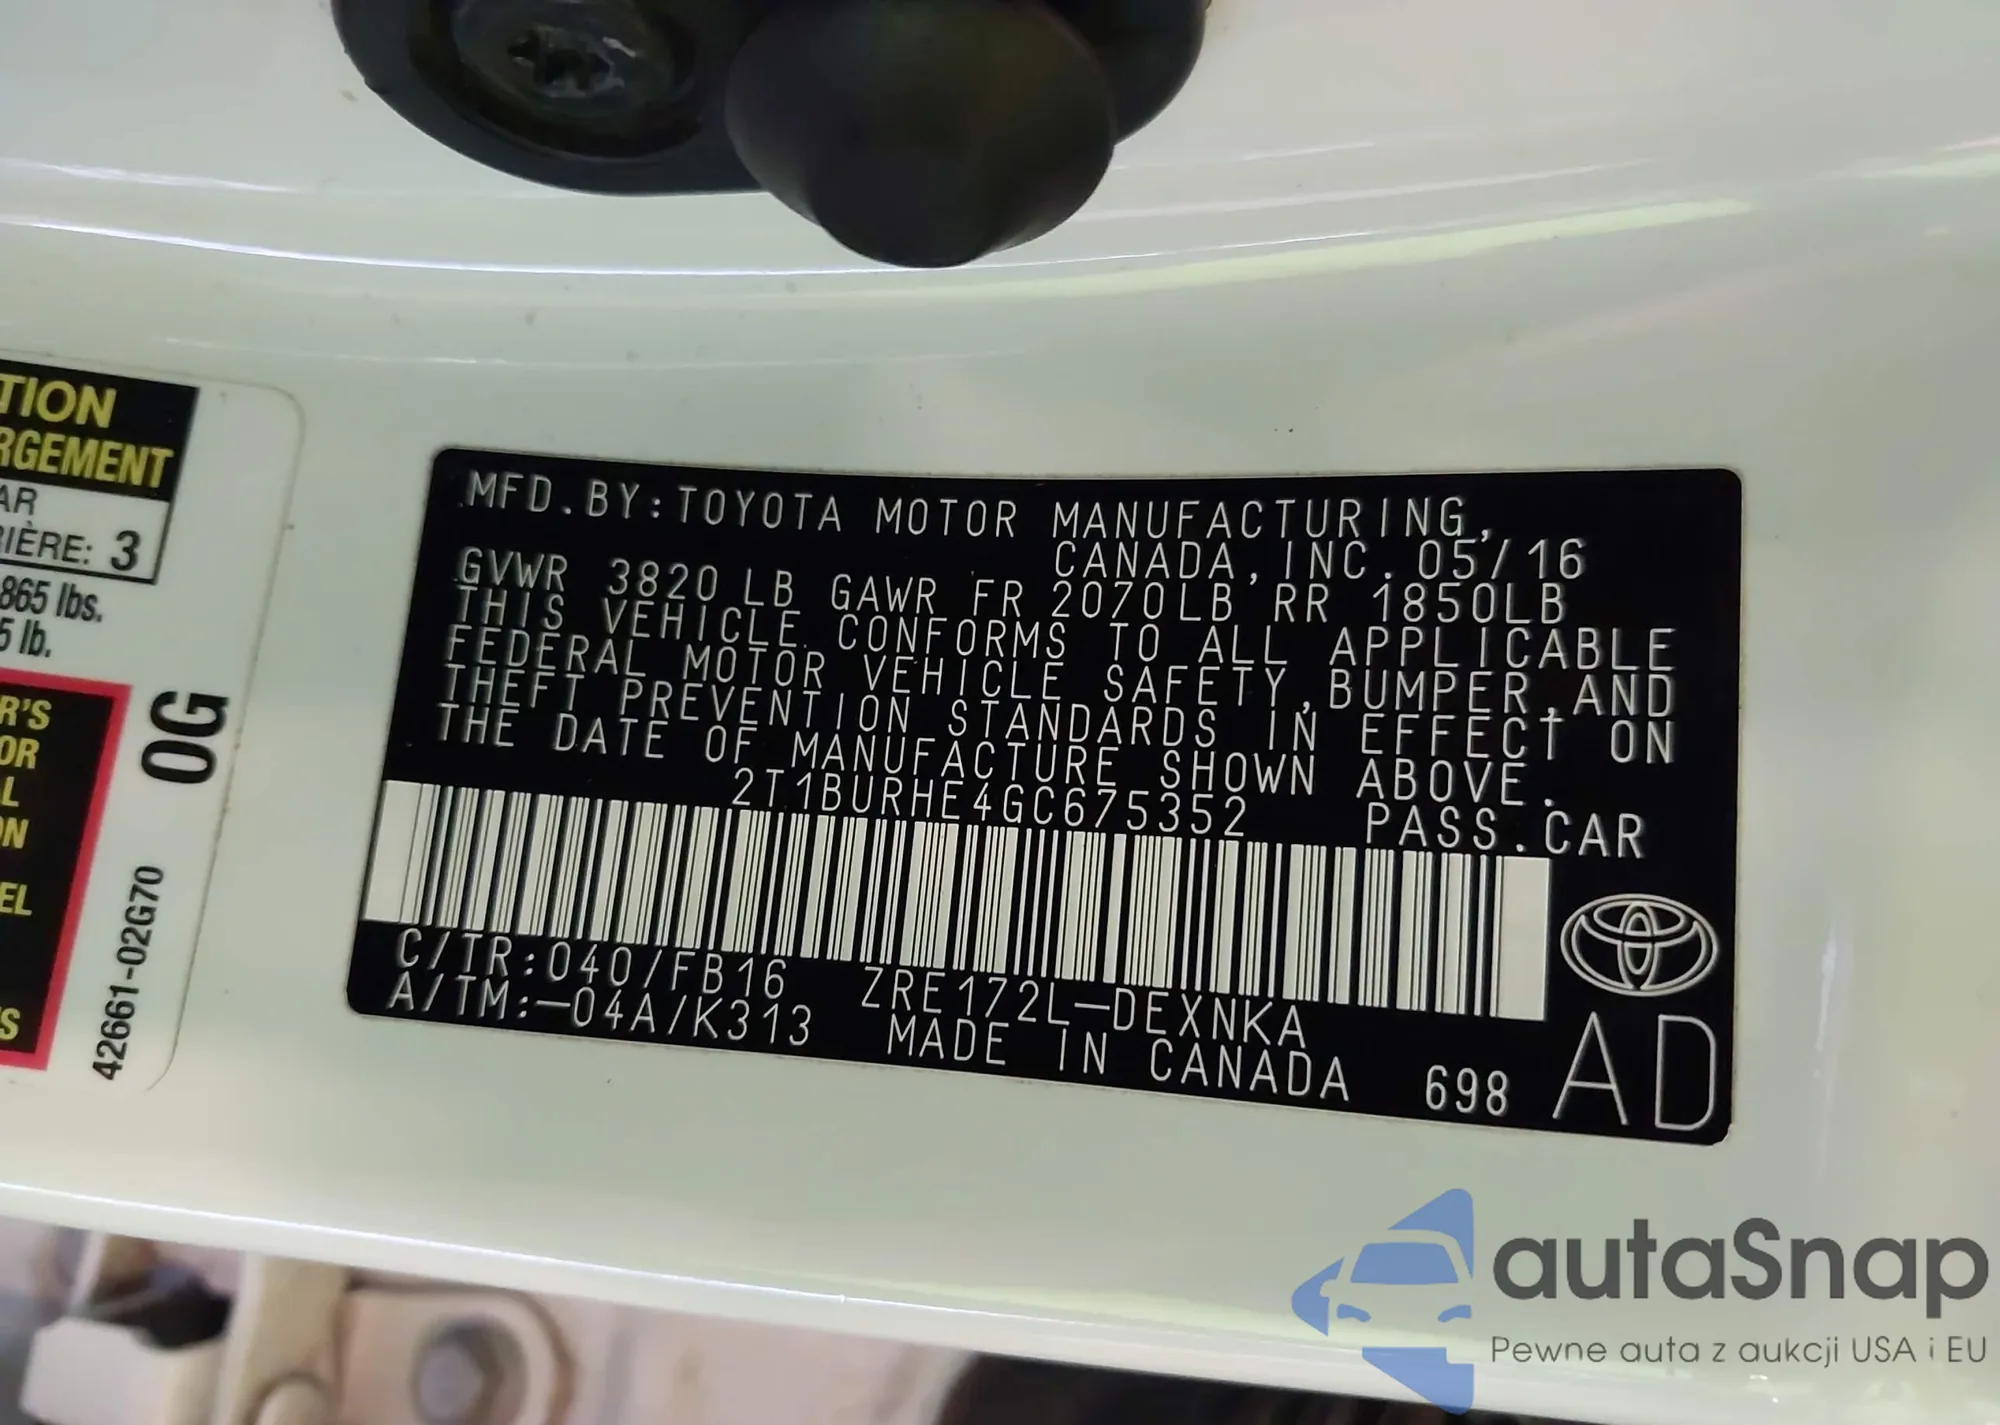 TION
RGEMENT
AR
RIÈRE: 3
865 lbs.
5 lb.
R'S
OR
L
ON
EL
S
0G
42661-02G70
MFD.BY:TOYOTA MOTOR MANUFACTURING,
CANADA,INC.05/16
GVWR 3820 LB GAWR FR 2070LB RR 1850LB
THIS VEHICLE CONFORMS TO ALL APPLICABLE
FEDERAL MOTOR VEHICLE SAFETY,BUMPER,AND
THEFT PREVENTION STANDARDS IN EFFECT ON
THE DATE OF MANUFACTURE SHOWN ABOVE.
2T1BURHE4GC675352 PASS.CAR
C/TR:040/FB16 ZRE172L-DEXNKA
A/TM:-04A/K313 MADE IN CANADA 698 AD
autaSnap
Pewne auta z aukcji USA i EU